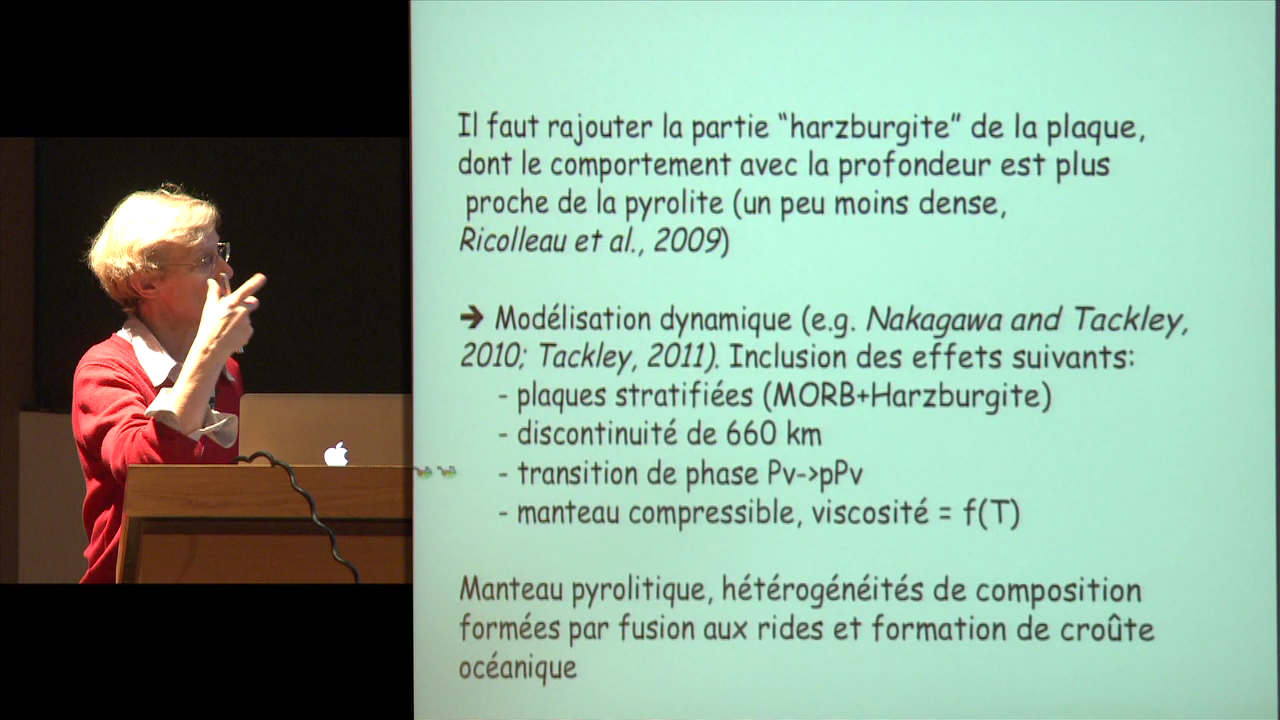 Il faut rajouter la partie “harzburgite” de la plaque,
dont le comportement avec la profondeur est plus
proche de la pyrolite (un peu moins dense,
Ricolleau et al., 2009)
➔ Modélisation dynamique (e.g. Nakagawa and Tackley,
2010; Tackley, 2011). Inclusion des effets suivants:
- plaques stratifiées (MORB+Harzburgite)
- discontinuité de 660 km
- transition de phase Pv->pPv
- manteau compressible, viscosité = f(T)
Manteau pyrolitique, hétérogénéités de composition
formées par fusion aux rides et formation de croûte
océanique